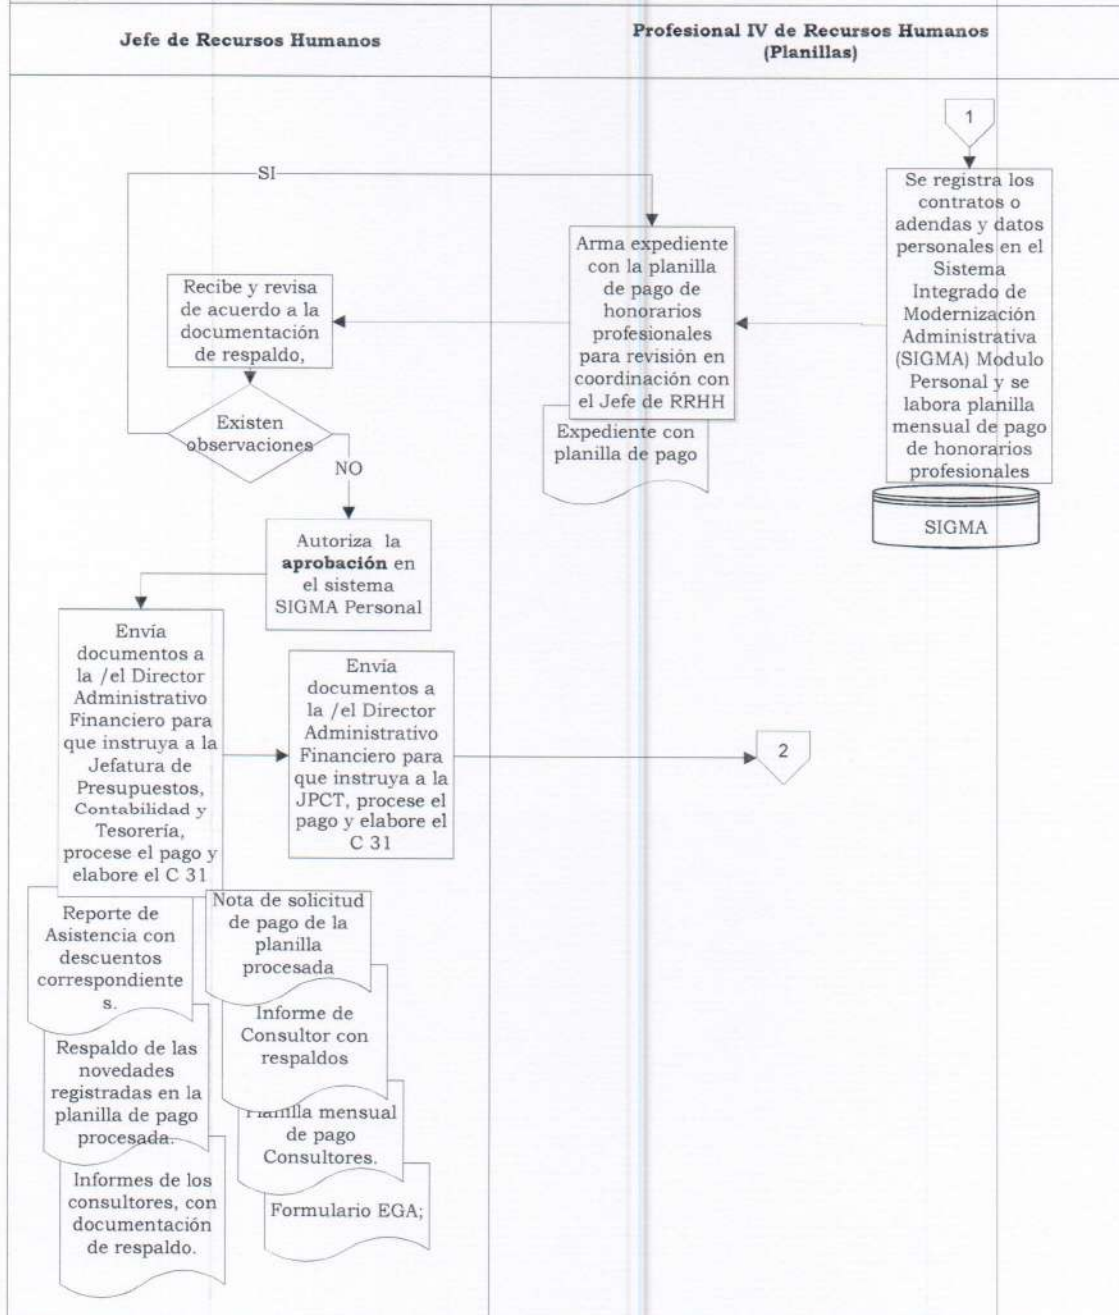 Jefe de Recursos Humanos
Profesional IV de Recursos Humanos
(Planillas)
1
Se registra los
contratos o
adendas y datos
personales en el
Sistema
Integrado de
Modernización
Administrativa
(SIGMA) Modulo
Personal y se
labora planilla
mensual de pago
de honorarios
profesionales
SIGMA
SI
Arma expediente
con la planilla
de pago de
honorarios
profesionales
para revisión en
coordinación con
el Jefe de RRHH
Expediente con
planilla de pago
Recibe y revisa
de acuerdo a la
documentación
de respaldo,
Existen
observaciones
NO
Autoriza la
aprobación en
el sistema
SIGMA Personal
Envía
documentos a
la /el Director
Administrativo
Financiero para
que instruya a la
Jefatura de
Presupuestos,
Contabilidad y
Tesorería,
procese el pago y
elabore el C 31
Envía
documentos a
la /el Director
Administrativo
Financiero para
que instruya a la
JPCT, procese el
pago y elabore el
C 31
2
Reporte de
Asistencia con
descuentos
correspondiente
s.
Respaldo de las
novedades
registradas en la
planilla de pago
procesada.
Informes de los
consultores, con
documentación
de respaldo.
Nota de solicitud
de pago de la
planilla
procesada
Informe de
Consultor con
respaldos
Planilla mensual
de pago
Consultores.
Formulario EGA;